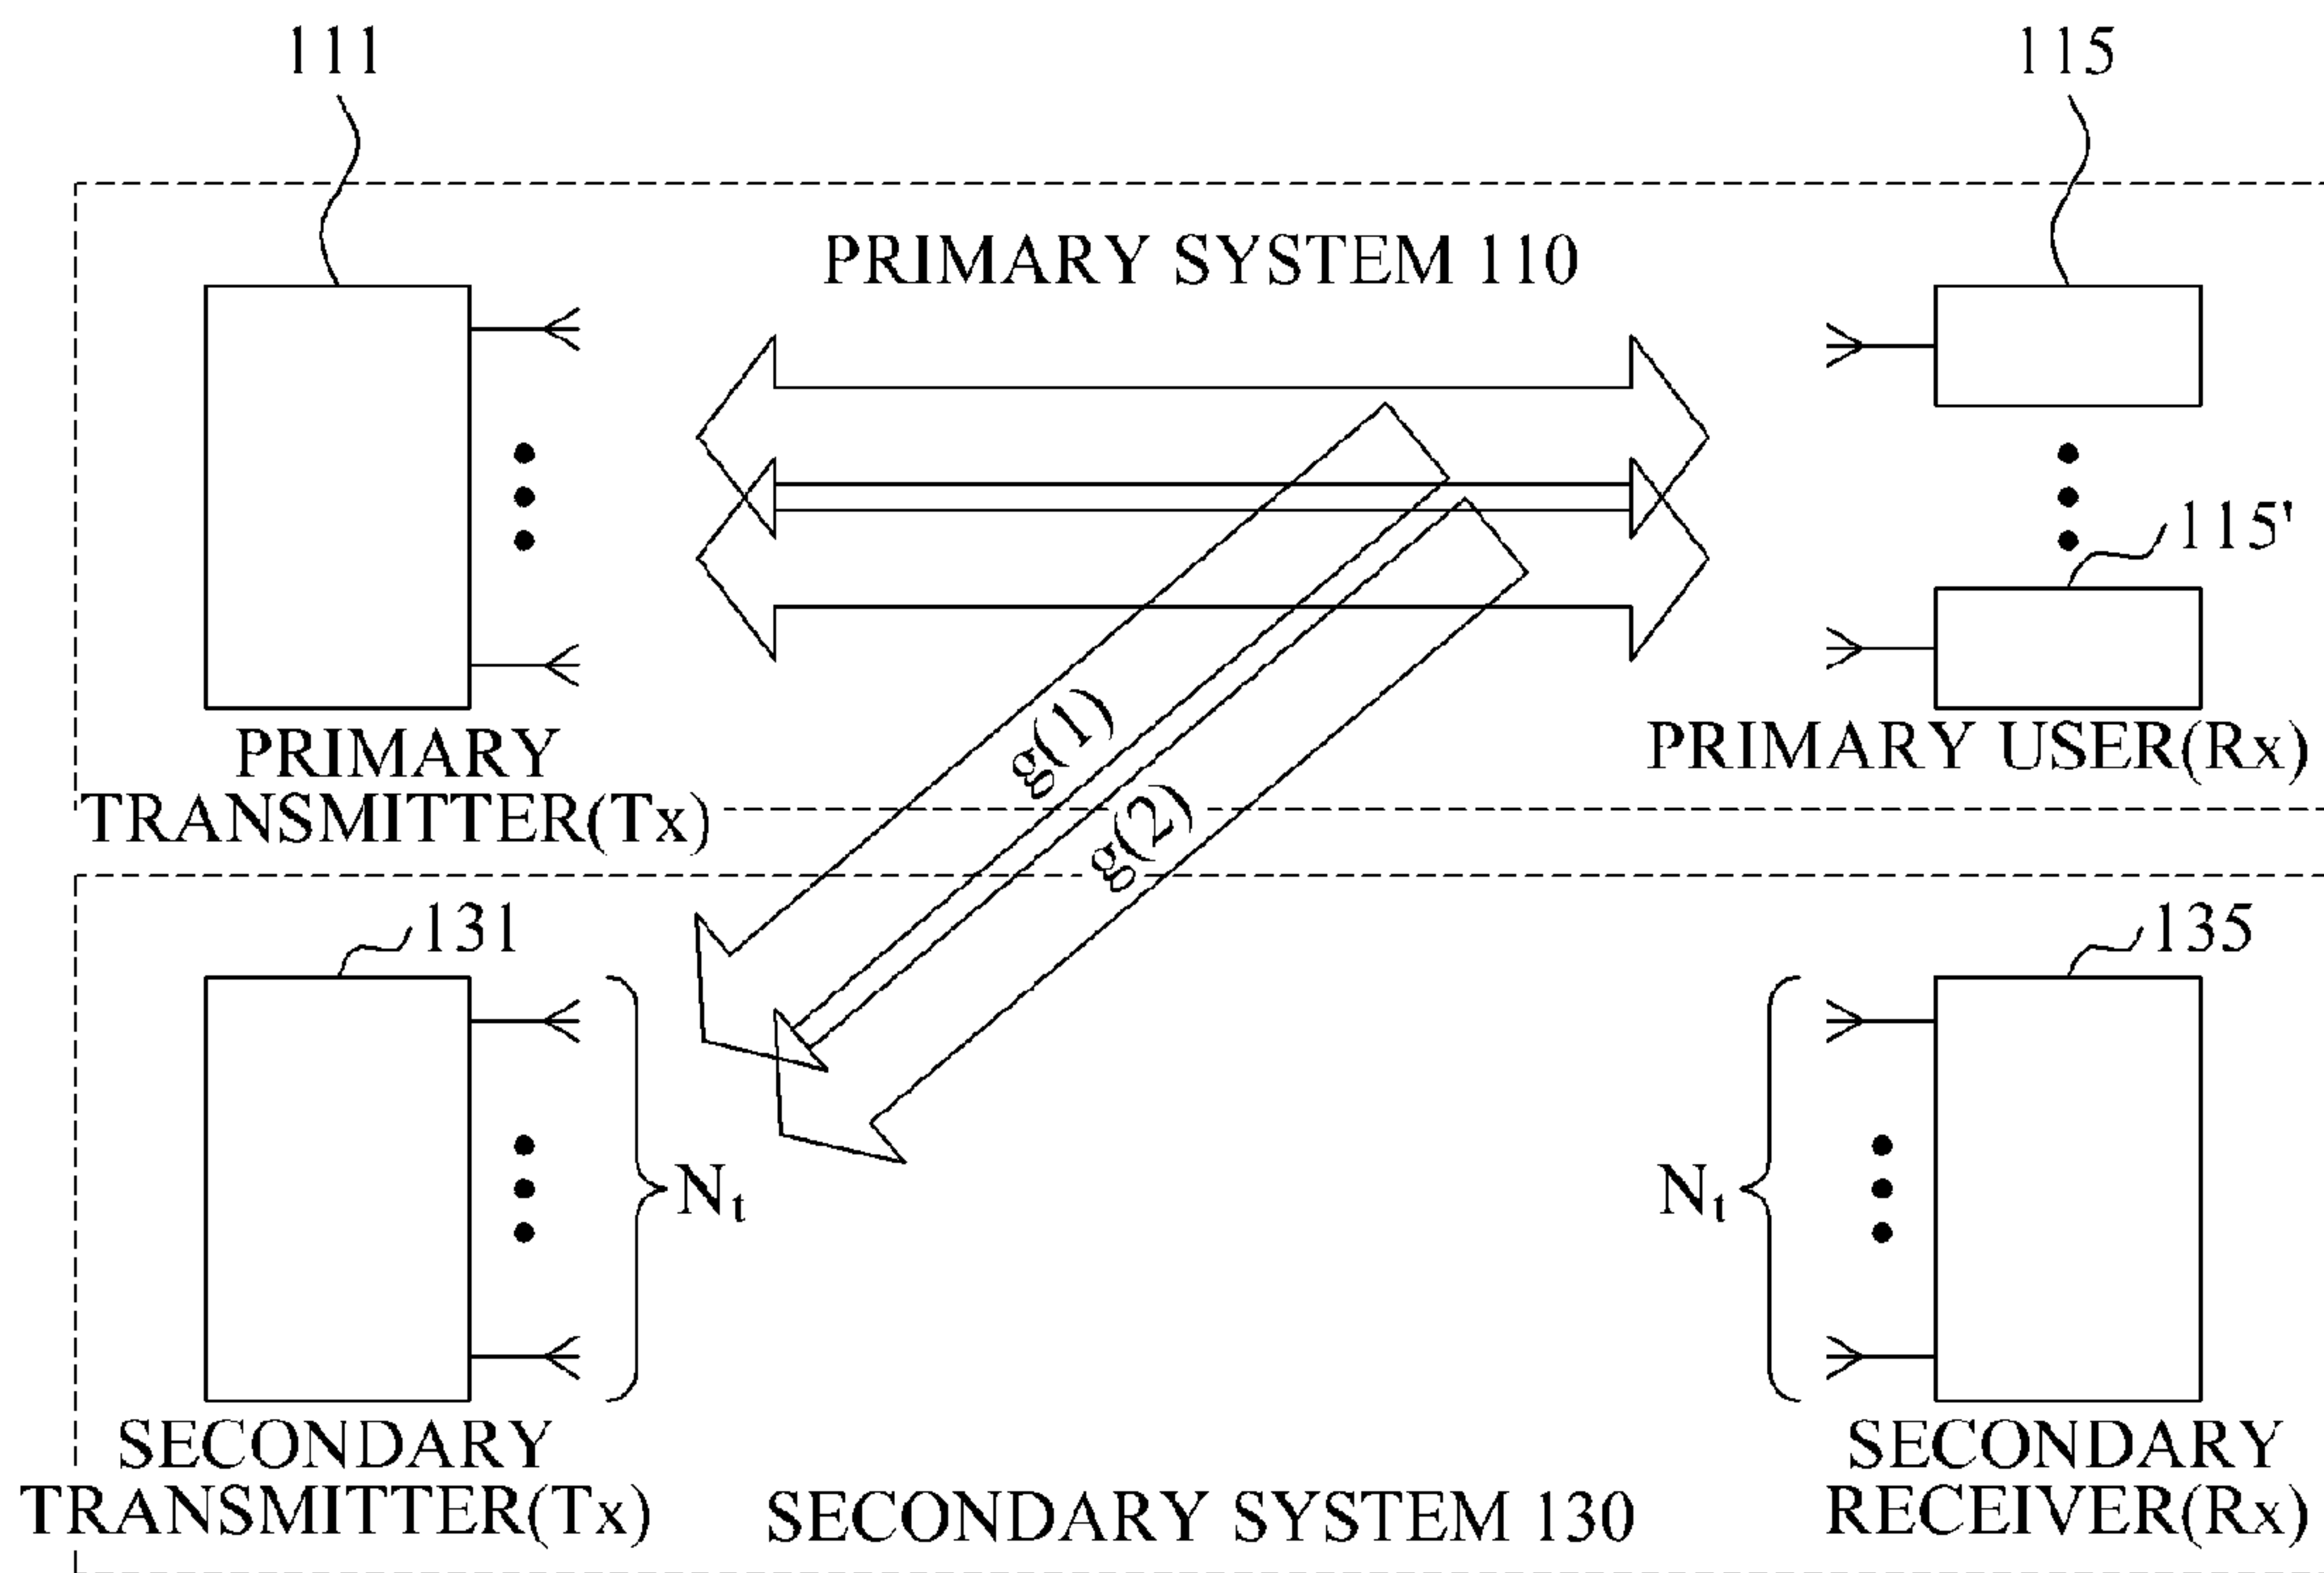 111
115
PRIMARY SYSTEM 110
115'
PRIMARY
TRANSMITTER(Tx)
PRIMARY USER(Rx)
g(1)
g(2)
131
135
Nt
Nt
SECONDARY
TRANSMITTER(Tx)
SECONDARY SYSTEM 130
SECONDARY
RECEIVER(Rx)